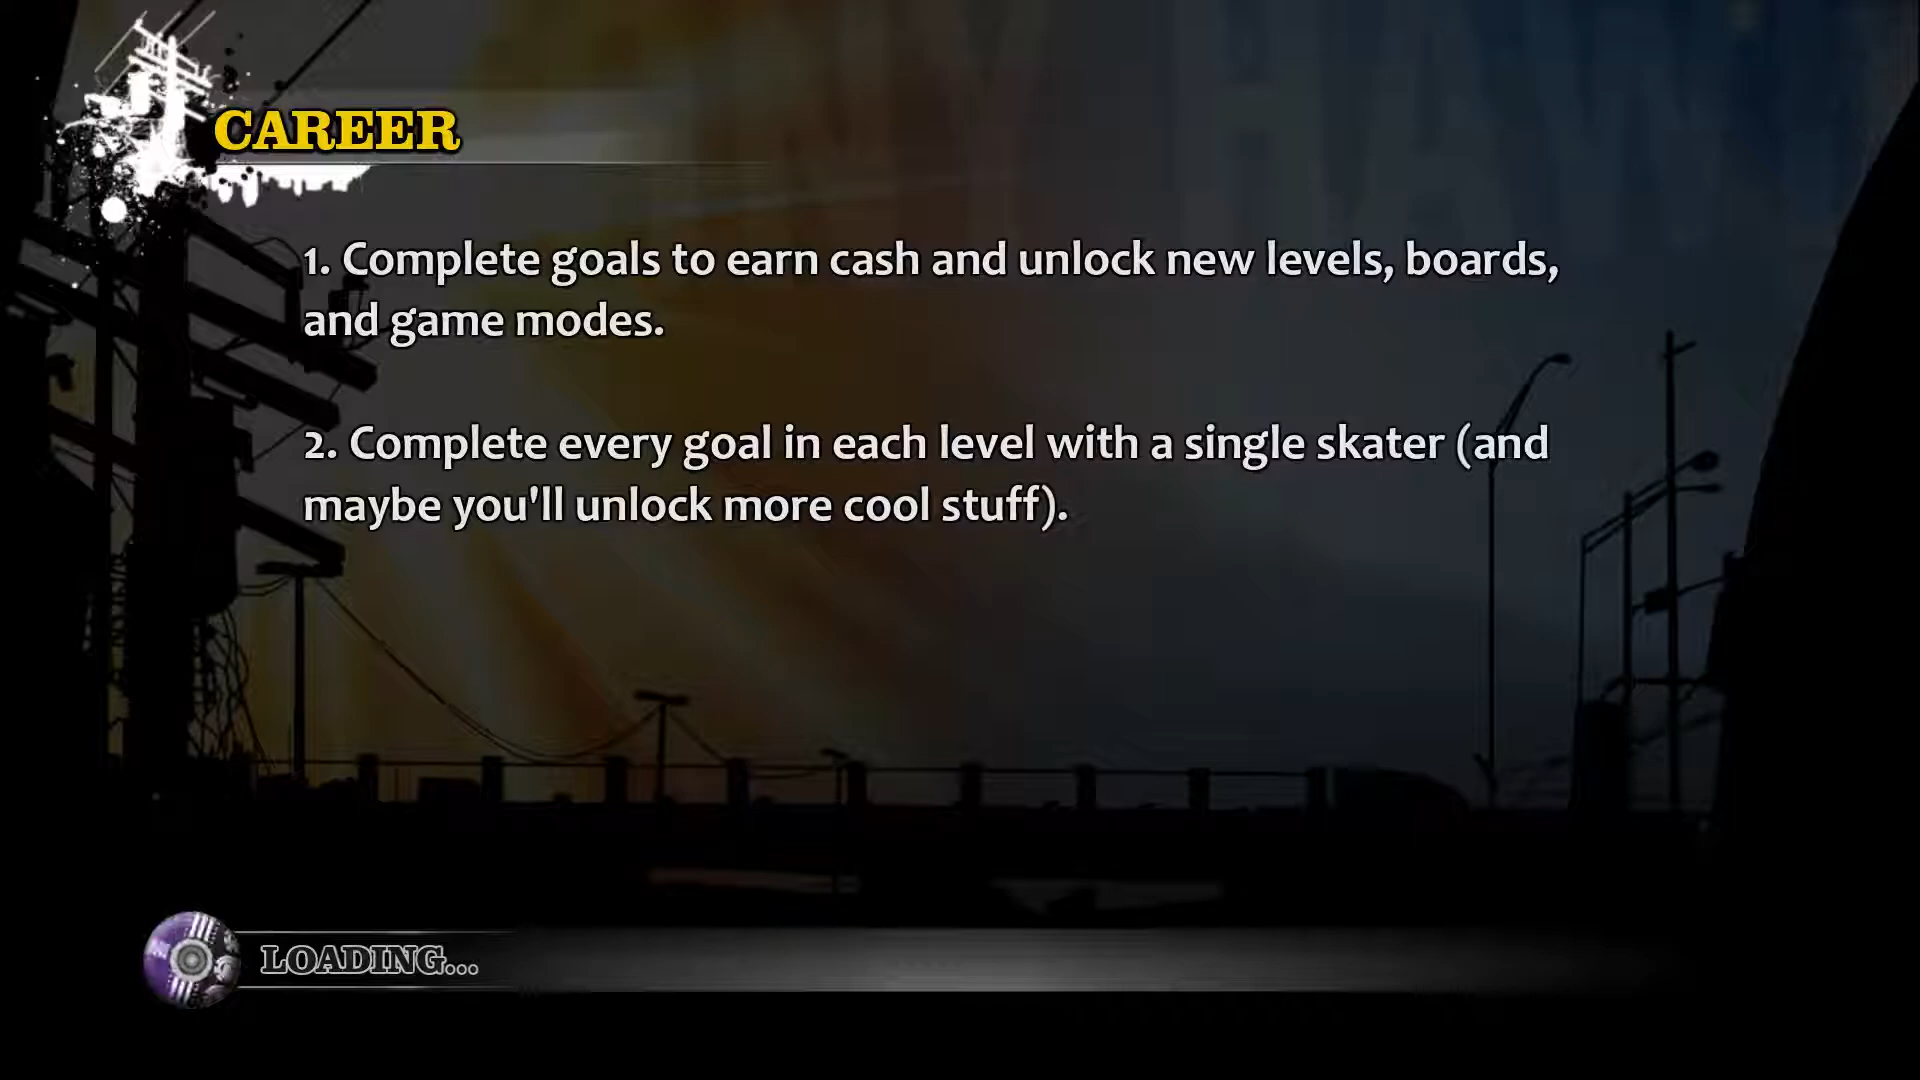 CAREER
1. Complete goals to earn cash and unlock new levels, boards,
and game modes.
2. Complete every goal in each level with a single skater (and
maybe you'll unlock more cool stuff).
LOADING...